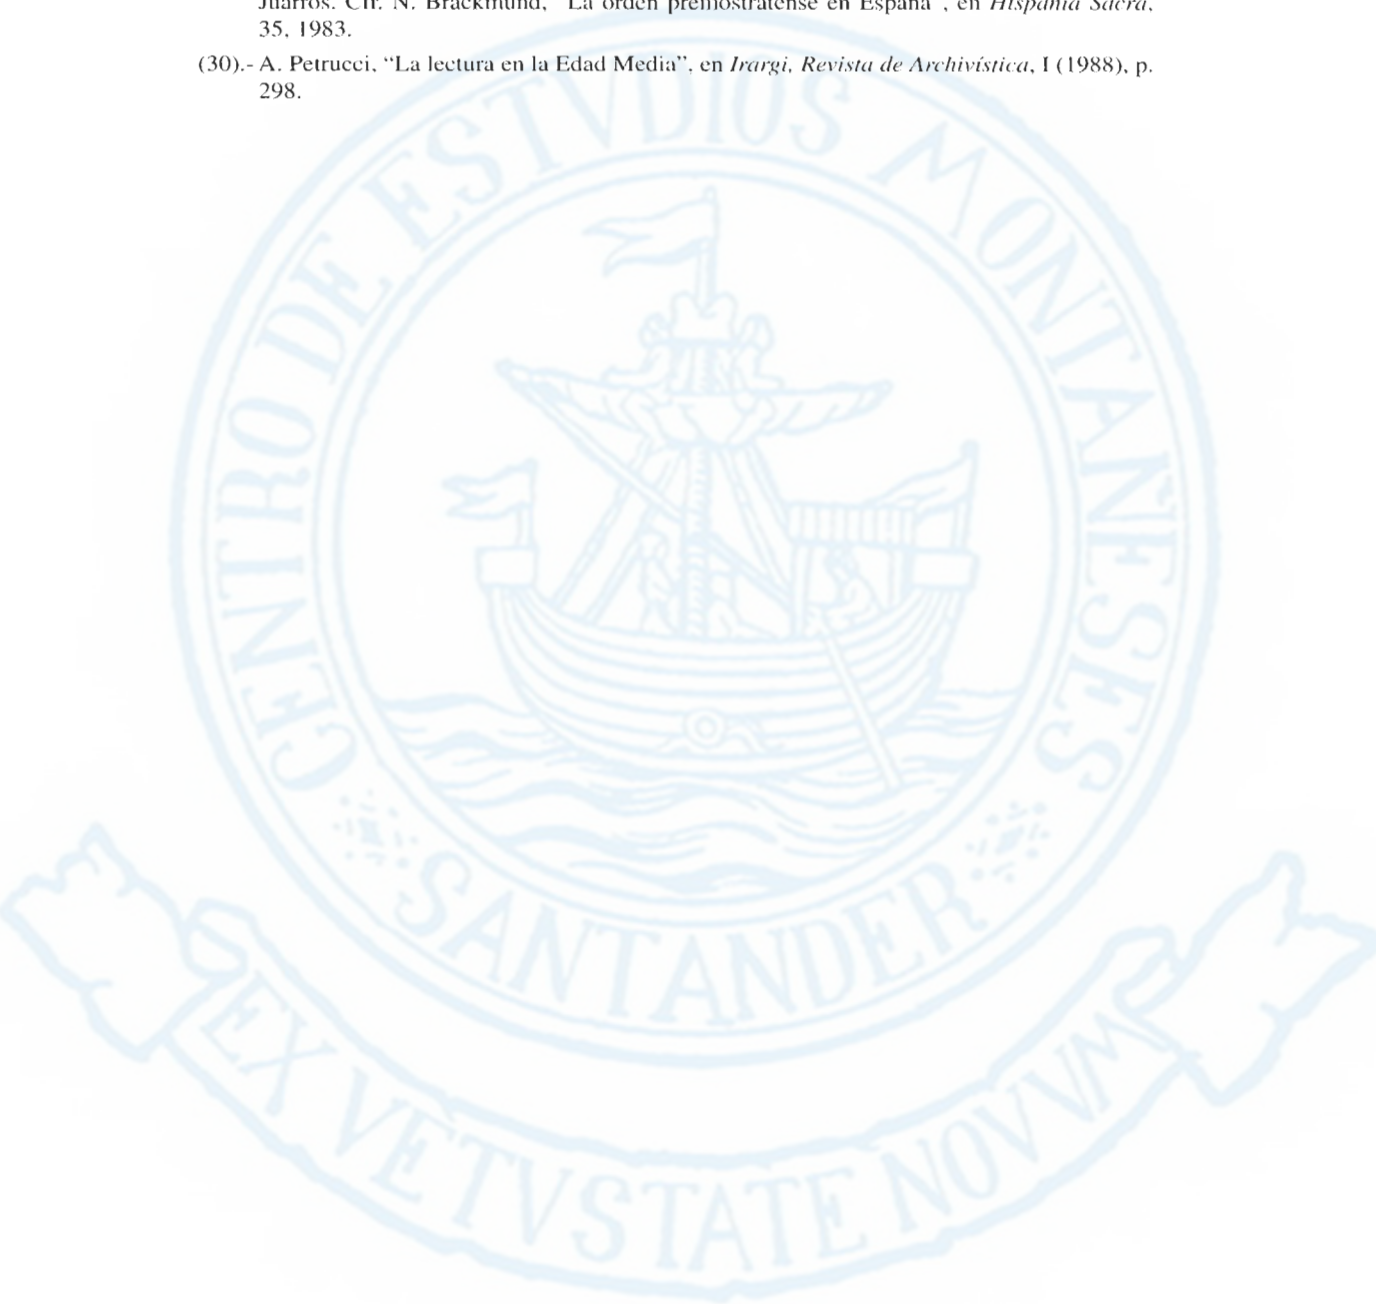 Juarros. Cfr. N. Brackmund, “La orden premostratense en España”, en Hispania Sacra,
35, 1983.
(30).- A. Petrucci, “La lectura en la Edad Media”, en Irargi, Revista de Archivística, I (1988), p.
298.
CENTRO DE ESTVDIOS MONTAÑESES
SANTANDER
EX VETVSTATE NOVVM